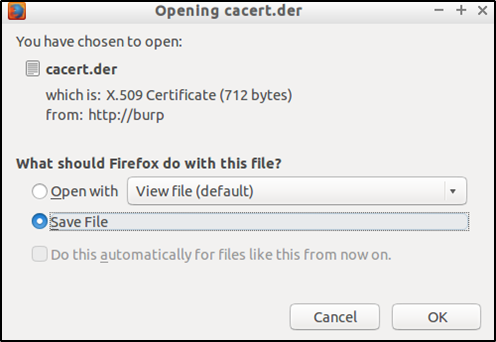 Opening cacert.der
You have chosen to open:
cacert.der
which is: X.509 Certificate (712 bytes)
from: http://burp
What should Firefox do with this file?
Open with View file (default)
Save File
Do this automatically for files like this from now on.
Cancel OK